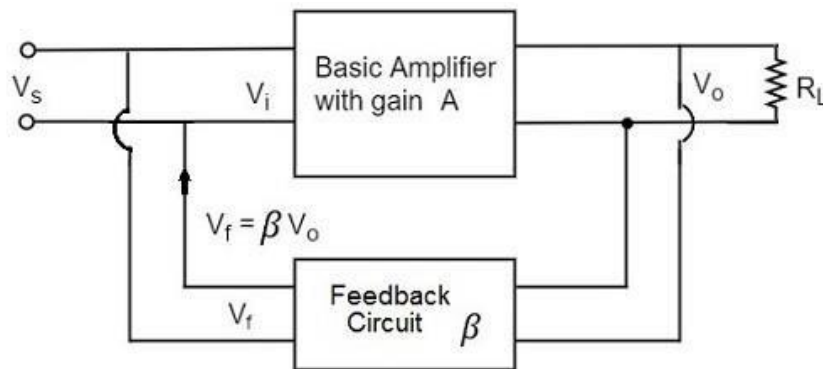 Basic Amplifier
with gain A
Vs
Vi
Vo
RL
Vf = β Vo
Vf
Feedback
Circuit β